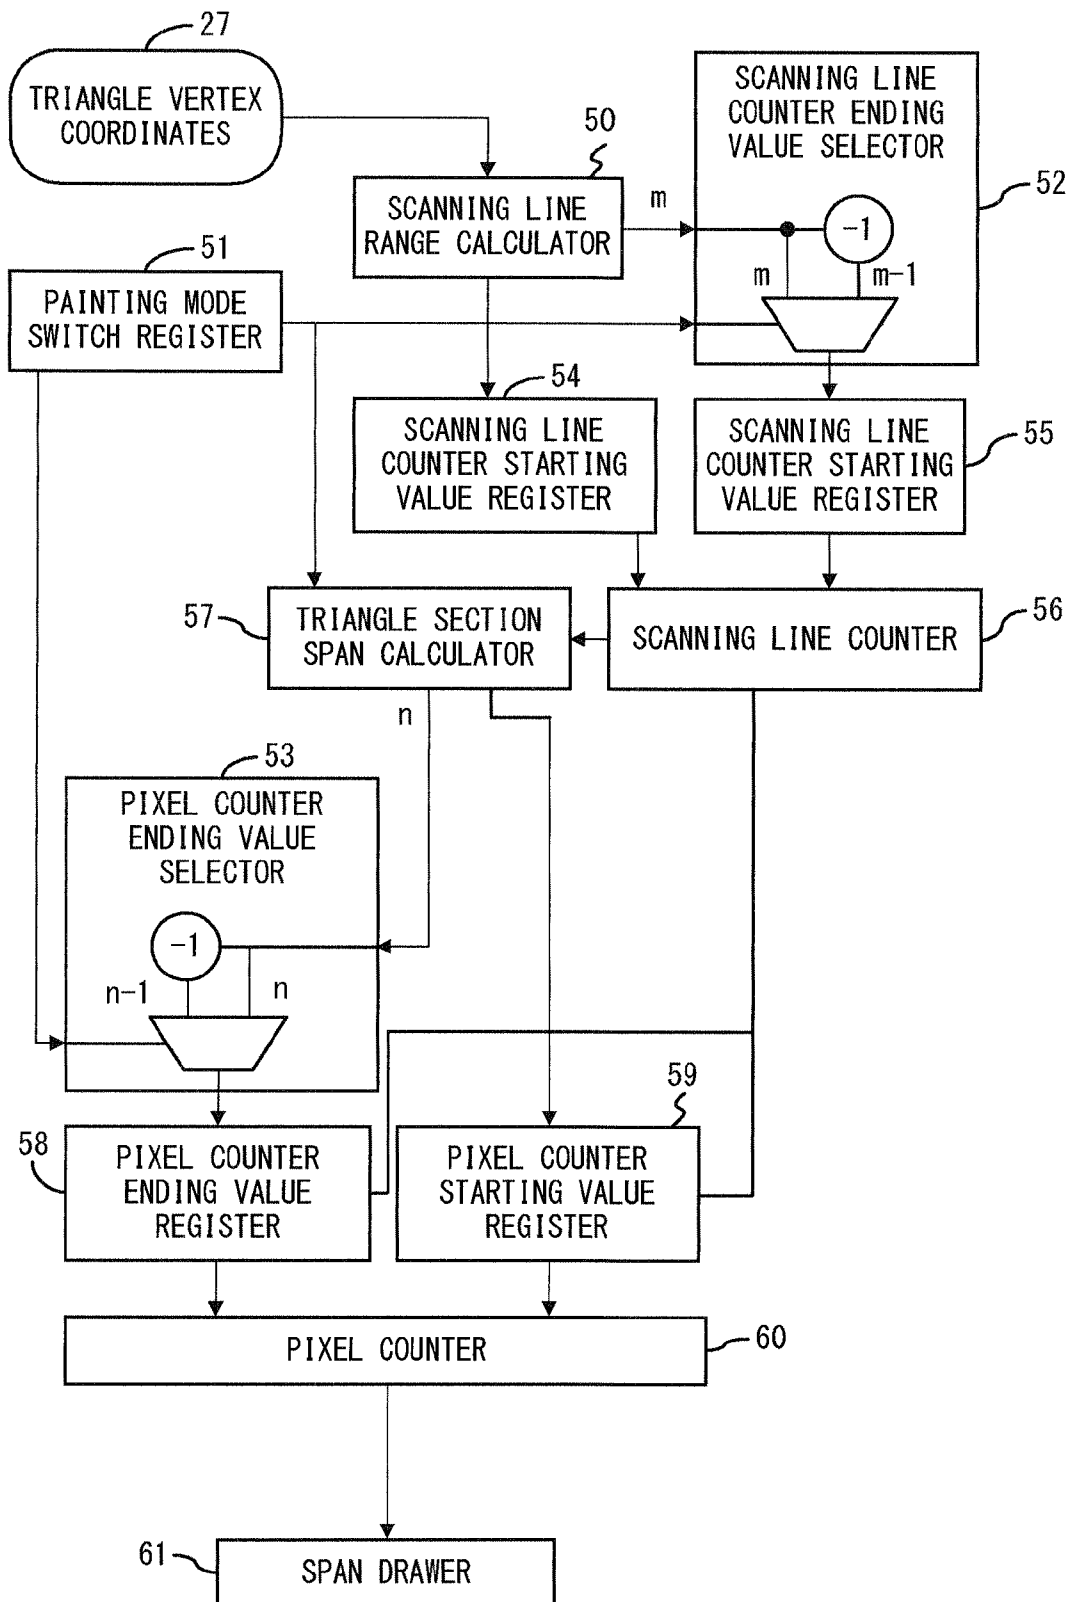 27
TRIANGLE VERTEX
COORDINATES
50
SCANNING LINE
RANGE CALCULATOR
m
SCANNING LINE
COUNTER ENDING
VALUE SELECTOR
52
-1
m
m-1
51
PAINTING MODE
SWITCH REGISTER
54
SCANNING LINE
COUNTER STARTING
VALUE REGISTER
SCANNING LINE
COUNTER STARTING
VALUE REGISTER
55
57
TRIANGLE SECTION
SPAN CALCULATOR
SCANNING LINE COUNTER
56
n
53
PIXEL COUNTER
ENDING VALUE
SELECTOR
-1
n-1
n
58
PIXEL COUNTER
ENDING VALUE
REGISTER
59
PIXEL COUNTER
STARTING VALUE
REGISTER
PIXEL COUNTER
60
61
SPAN DRAWER